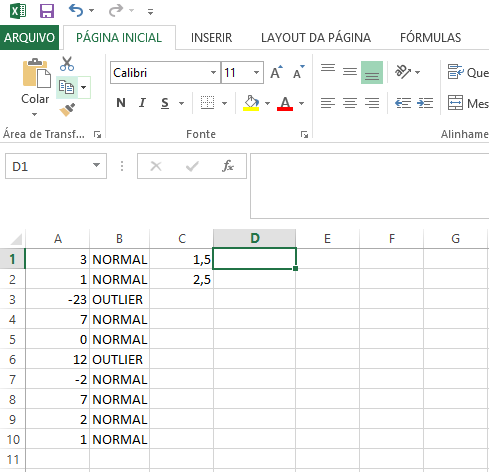 ARQUIVO PÁGINA INICIAL INSERIR LAYOUT DA PÁGINA FÓRMULAS
Calibri 11 A A Que
Colar N I S A Mes
Área de Transf... Fonte Alinhame
D1 fx
A B C D E F G
1 3 NORMAL 1,5
2 1 NORMAL 2,5
3 -23 OUTLIER
4 7 NORMAL
5 0 NORMAL
6 12 OUTLIER
7 -2 NORMAL
8 7 NORMAL
9 2 NORMAL
10 1 NORMAL
11